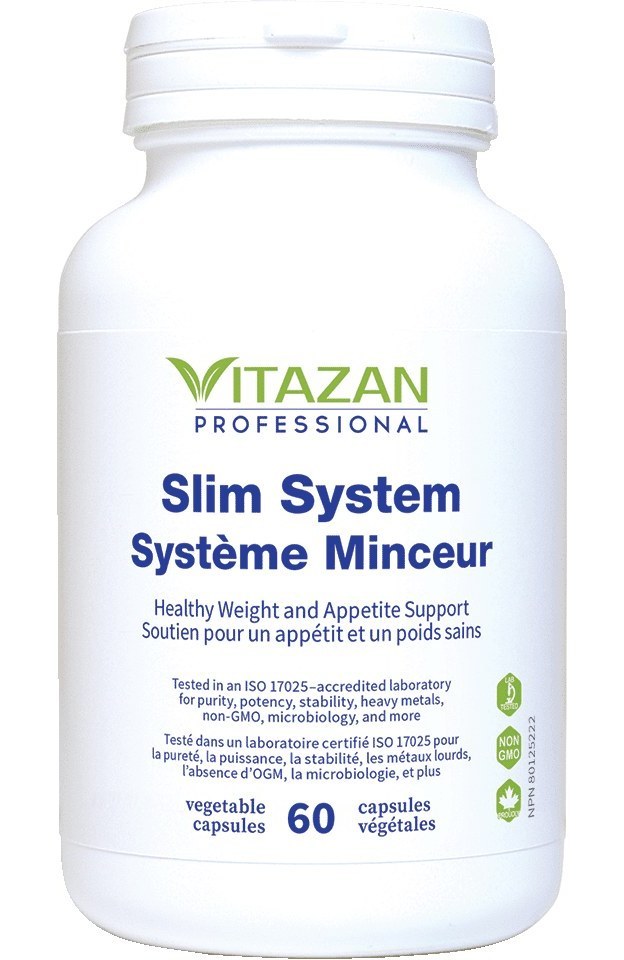 VITAZAN
PROFESSIONAL
Slim System
Système Minceur
Healthy Weight and Appetite Support
Soutien pour un appétit et un poids sains
Tested in an ISO 17025–accredited laboratory
for purity, potency, stability, heavy metals,
non-GMO, microbiology, and more
Testé dans un laboratoire certifié ISO 17025 pour
la pureté, la puissance, la stabilité, les métaux lourds,
l'absence d'OGM, la microbiologie, et plus
vegetable
capsules
60
capsules
végétales
LAB
TESTED
NON
GMO
PROUDLY
NPN 80125222